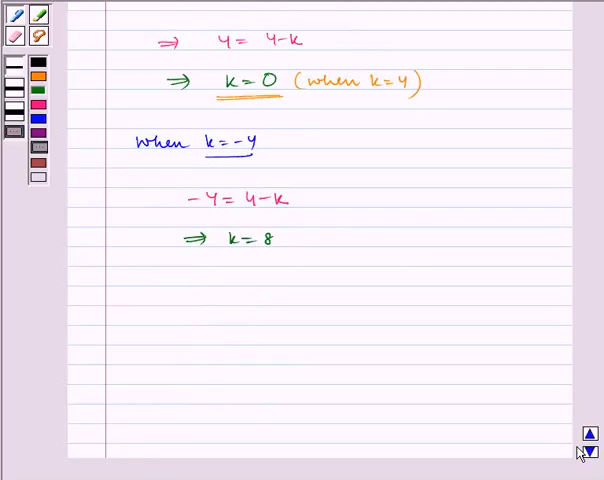 ⇒ 4 = 4-k
⇒ k = 0 (when k=4)
when k = -4
-4 = 4-k
⇒ k = 8